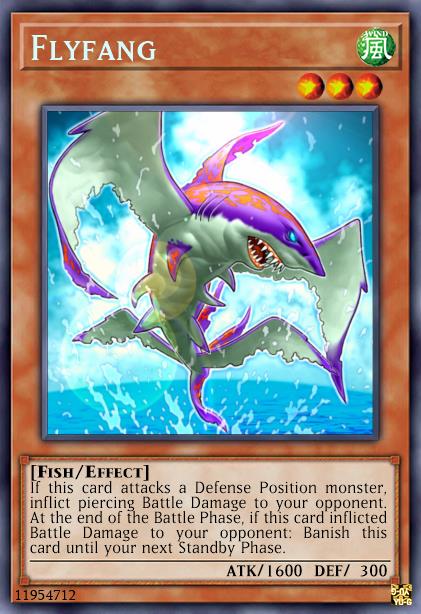 FLYFANG
WIND
風
[FISH/EFFECT]
If this card attacks a Defense Position monster,
inflict piercing Battle Damage to your opponent.
At the end of the Battle Phase, if this card inflicted
Battle Damage to your opponent: Banish this
card until your next Standby Phase.
ATK/1600 DEF/ 300
11954712